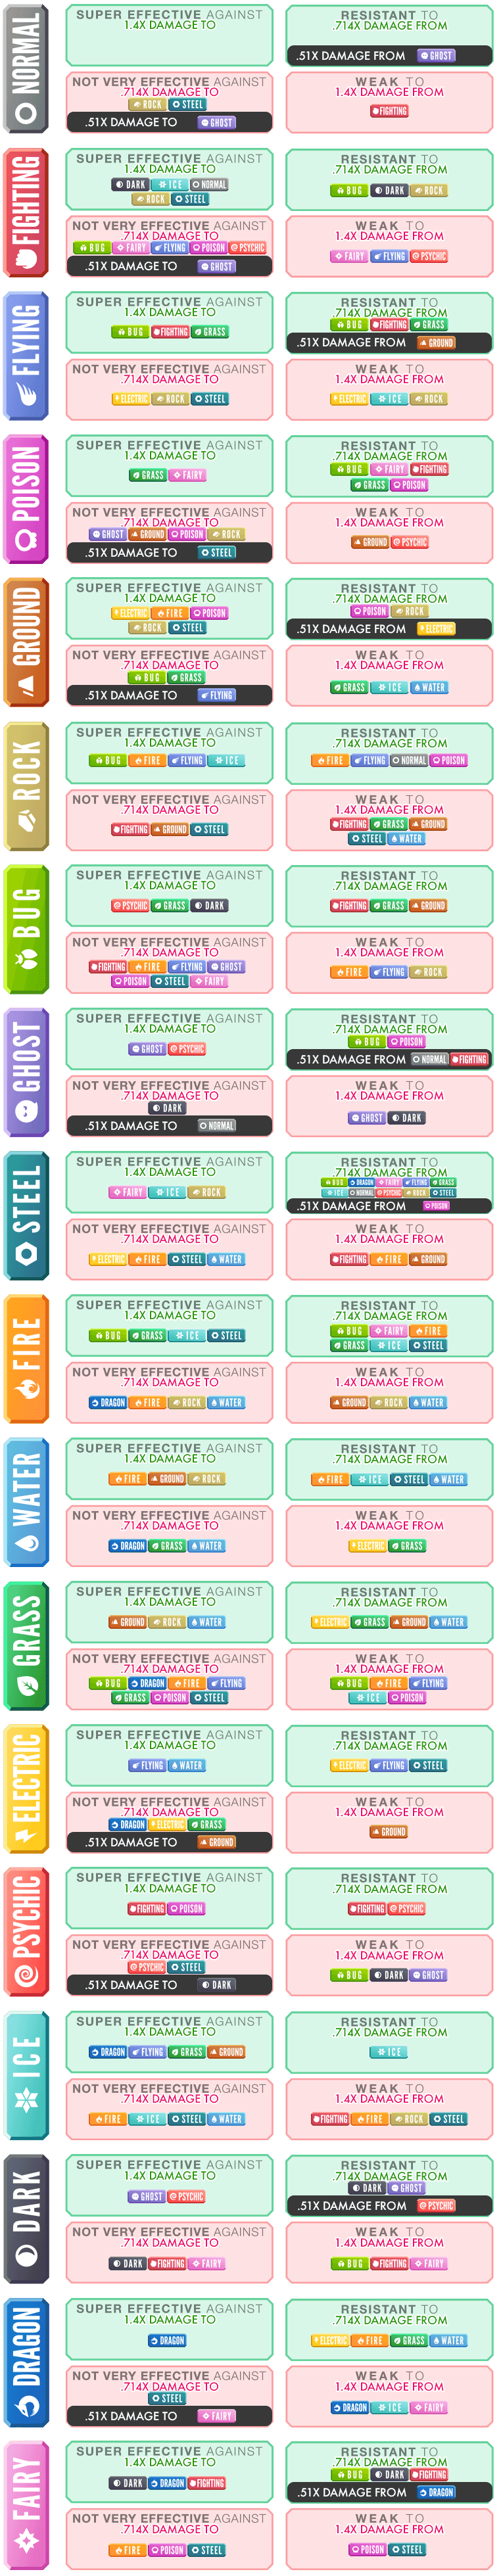 NORMAL
SUPER EFFECTIVE AGAINST
1.4X DAMAGE TO
RESISTANT TO
.714X DAMAGE FROM
.51X DAMAGE FROM GHOST
NOT VERY EFFECTIVE AGAINST
.714X DAMAGE TO
ROCK STEEL
.51X DAMAGE TO GHOST
WEAK TO
1.4X DAMAGE FROM
FIGHTING
FIGHTING
SUPER EFFECTIVE AGAINST
1.4X DAMAGE TO
DARK ICE NORMAL
ROCK STEEL
RESISTANT TO
.714X DAMAGE FROM
BUG DARK ROCK
NOT VERY EFFECTIVE AGAINST
.714X DAMAGE TO
BUG FAIRY FLYING POISON PSYCHIC
.51X DAMAGE TO GHOST
WEAK TO
1.4X DAMAGE FROM
FAIRY FLYING PSYCHIC
FLYING
SUPER EFFECTIVE AGAINST
1.4X DAMAGE TO
BUG FIGHTING GRASS
RESISTANT TO
.714X DAMAGE FROM
BUG FIGHTING GRASS
.51X DAMAGE FROM GROUND
NOT VERY EFFECTIVE AGAINST
.714X DAMAGE TO
ELECTRIC ROCK STEEL
WEAK TO
1.4X DAMAGE FROM
ELECTRIC ICE ROCK
POISON
SUPER EFFECTIVE AGAINST
1.4X DAMAGE TO
GRASS FAIRY
RESISTANT TO
.714X DAMAGE FROM
BUG FAIRY FIGHTING
GRASS POISON
NOT VERY EFFECTIVE AGAINST
.714X DAMAGE TO
GHOST GROUND POISON ROCK
.51X DAMAGE TO STEEL
WEAK TO
1.4X DAMAGE FROM
GROUND PSYCHIC
GROUND
SUPER EFFECTIVE AGAINST
1.4X DAMAGE TO
ELECTRIC FIRE POISON
ROCK STEEL
RESISTANT TO
.714X DAMAGE FROM
POISON ROCK
.51X DAMAGE FROM ELECTRIC
NOT VERY EFFECTIVE AGAINST
.714X DAMAGE TO
BUG GRASS
.51X DAMAGE TO FLYING
WEAK TO
1.4X DAMAGE FROM
GRASS ICE WATER
ROCK
SUPER EFFECTIVE AGAINST
1.4X DAMAGE TO
BUG FIRE FLYING ICE
RESISTANT TO
.714X DAMAGE FROM
FIRE FLYING NORMAL POISON
NOT VERY EFFECTIVE AGAINST
.714X DAMAGE TO
FIGHTING GROUND STEEL
WEAK TO
1.4X DAMAGE FROM
FIGHTING GRASS GROUND
STEEL WATER
BUG
SUPER EFFECTIVE AGAINST
1.4X DAMAGE TO
PSYCHIC GRASS DARK
RESISTANT TO
.714X DAMAGE FROM
FIGHTING GRASS GROUND
NOT VERY EFFECTIVE AGAINST
.714X DAMAGE TO
FIGHTING FIRE FLYING GHOST
POISON STEEL FAIRY
WEAK TO
1.4X DAMAGE FROM
FIRE FLYING ROCK
GHOST
SUPER EFFECTIVE AGAINST
1.4X DAMAGE TO
GHOST PSYCHIC
RESISTANT TO
.714X DAMAGE FROM
BUG POISON
.51X DAMAGE FROM NORMAL FIGHTING
NOT VERY EFFECTIVE AGAINST
.714X DAMAGE TO
DARK
.51X DAMAGE TO NORMAL
WEAK TO
1.4X DAMAGE FROM
GHOST DARK
STEEL
SUPER EFFECTIVE AGAINST
1.4X DAMAGE TO
FAIRY ICE ROCK
RESISTANT TO
.714X DAMAGE FROM
BUG DRAGON FAIRY FLYING GRASS
ICE NORMAL PSYCHIC ROCK STEEL
.51X DAMAGE FROM POISON
NOT VERY EFFECTIVE AGAINST
.714X DAMAGE TO
ELECTRIC FIRE STEEL WATER
WEAK TO
1.4X DAMAGE FROM
FIGHTING FIRE GROUND
FIRE
SUPER EFFECTIVE AGAINST
1.4X DAMAGE TO
BUG GRASS ICE STEEL
RESISTANT TO
.714X DAMAGE FROM
BUG FAIRY FIRE
GRASS ICE STEEL
NOT VERY EFFECTIVE AGAINST
.714X DAMAGE TO
DRAGON FIRE ROCK WATER
WEAK TO
1.4X DAMAGE FROM
GROUND ROCK WATER
WATER
SUPER EFFECTIVE AGAINST
1.4X DAMAGE TO
FIRE GROUND ROCK
RESISTANT TO
.714X DAMAGE FROM
FIRE ICE STEEL WATER
NOT VERY EFFECTIVE AGAINST
.714X DAMAGE TO
DRAGON GRASS WATER
WEAK TO
1.4X DAMAGE FROM
ELECTRIC GRASS
GRASS
SUPER EFFECTIVE AGAINST
1.4X DAMAGE TO
GROUND ROCK WATER
RESISTANT TO
.714X DAMAGE FROM
ELECTRIC GRASS GROUND WATER
NOT VERY EFFECTIVE AGAINST
.714X DAMAGE TO
BUG DRAGON FIRE FLYING
GRASS POISON STEEL
WEAK TO
1.4X DAMAGE FROM
BUG FIRE FLYING
ICE POISON
ELECTRIC
SUPER EFFECTIVE AGAINST
1.4X DAMAGE TO
FLYING WATER
RESISTANT TO
.714X DAMAGE FROM
ELECTRIC FLYING STEEL
NOT VERY EFFECTIVE AGAINST
.714X DAMAGE TO
DRAGON ELECTRIC GRASS
.51X DAMAGE TO GROUND
WEAK TO
1.4X DAMAGE FROM
GROUND
PSYCHIC
SUPER EFFECTIVE AGAINST
1.4X DAMAGE TO
FIGHTING POISON
RESISTANT TO
.714X DAMAGE FROM
FIGHTING PSYCHIC
NOT VERY EFFECTIVE AGAINST
.714X DAMAGE TO
PSYCHIC STEEL
.51X DAMAGE TO DARK
WEAK TO
1.4X DAMAGE FROM
BUG DARK GHOST
ICE
SUPER EFFECTIVE AGAINST
1.4X DAMAGE TO
DRAGON FLYING GRASS GROUND
RESISTANT TO
.714X DAMAGE FROM
ICE
NOT VERY EFFECTIVE AGAINST
.714X DAMAGE TO
FIRE ICE STEEL WATER
WEAK TO
1.4X DAMAGE FROM
FIGHTING FIRE ROCK STEEL
DARK
SUPER EFFECTIVE AGAINST
1.4X DAMAGE TO
GHOST PSYCHIC
RESISTANT TO
.714X DAMAGE FROM
DARK GHOST
.51X DAMAGE FROM PSYCHIC
NOT VERY EFFECTIVE AGAINST
.714X DAMAGE TO
DARK FIGHTING FAIRY
WEAK TO
1.4X DAMAGE FROM
BUG FIGHTING FAIRY
DRAGON
SUPER EFFECTIVE AGAINST
1.4X DAMAGE TO
DRAGON
RESISTANT TO
.714X DAMAGE FROM
ELECTRIC FIRE GRASS WATER
NOT VERY EFFECTIVE AGAINST
.714X DAMAGE TO
STEEL
.51X DAMAGE TO FAIRY
WEAK TO
1.4X DAMAGE FROM
DRAGON ICE FAIRY
FAIRY
SUPER EFFECTIVE AGAINST
1.4X DAMAGE TO
DARK DRAGON FIGHTING
RESISTANT TO
.714X DAMAGE FROM
BUG DARK FIGHTING
.51X DAMAGE FROM DRAGON
NOT VERY EFFECTIVE AGAINST
.714X DAMAGE TO
FIRE POISON STEEL
WEAK TO
1.4X DAMAGE FROM
POISON STEEL